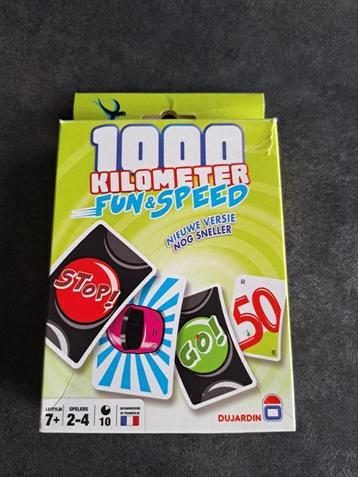 1000
KILOMETER
FUN & SPEED
NIEUWE VERSIE
NOG SNELLER
STOP!
GO!
50
LEEFTIJD
7+
SPELERS
2-4
10
DUJARDIN